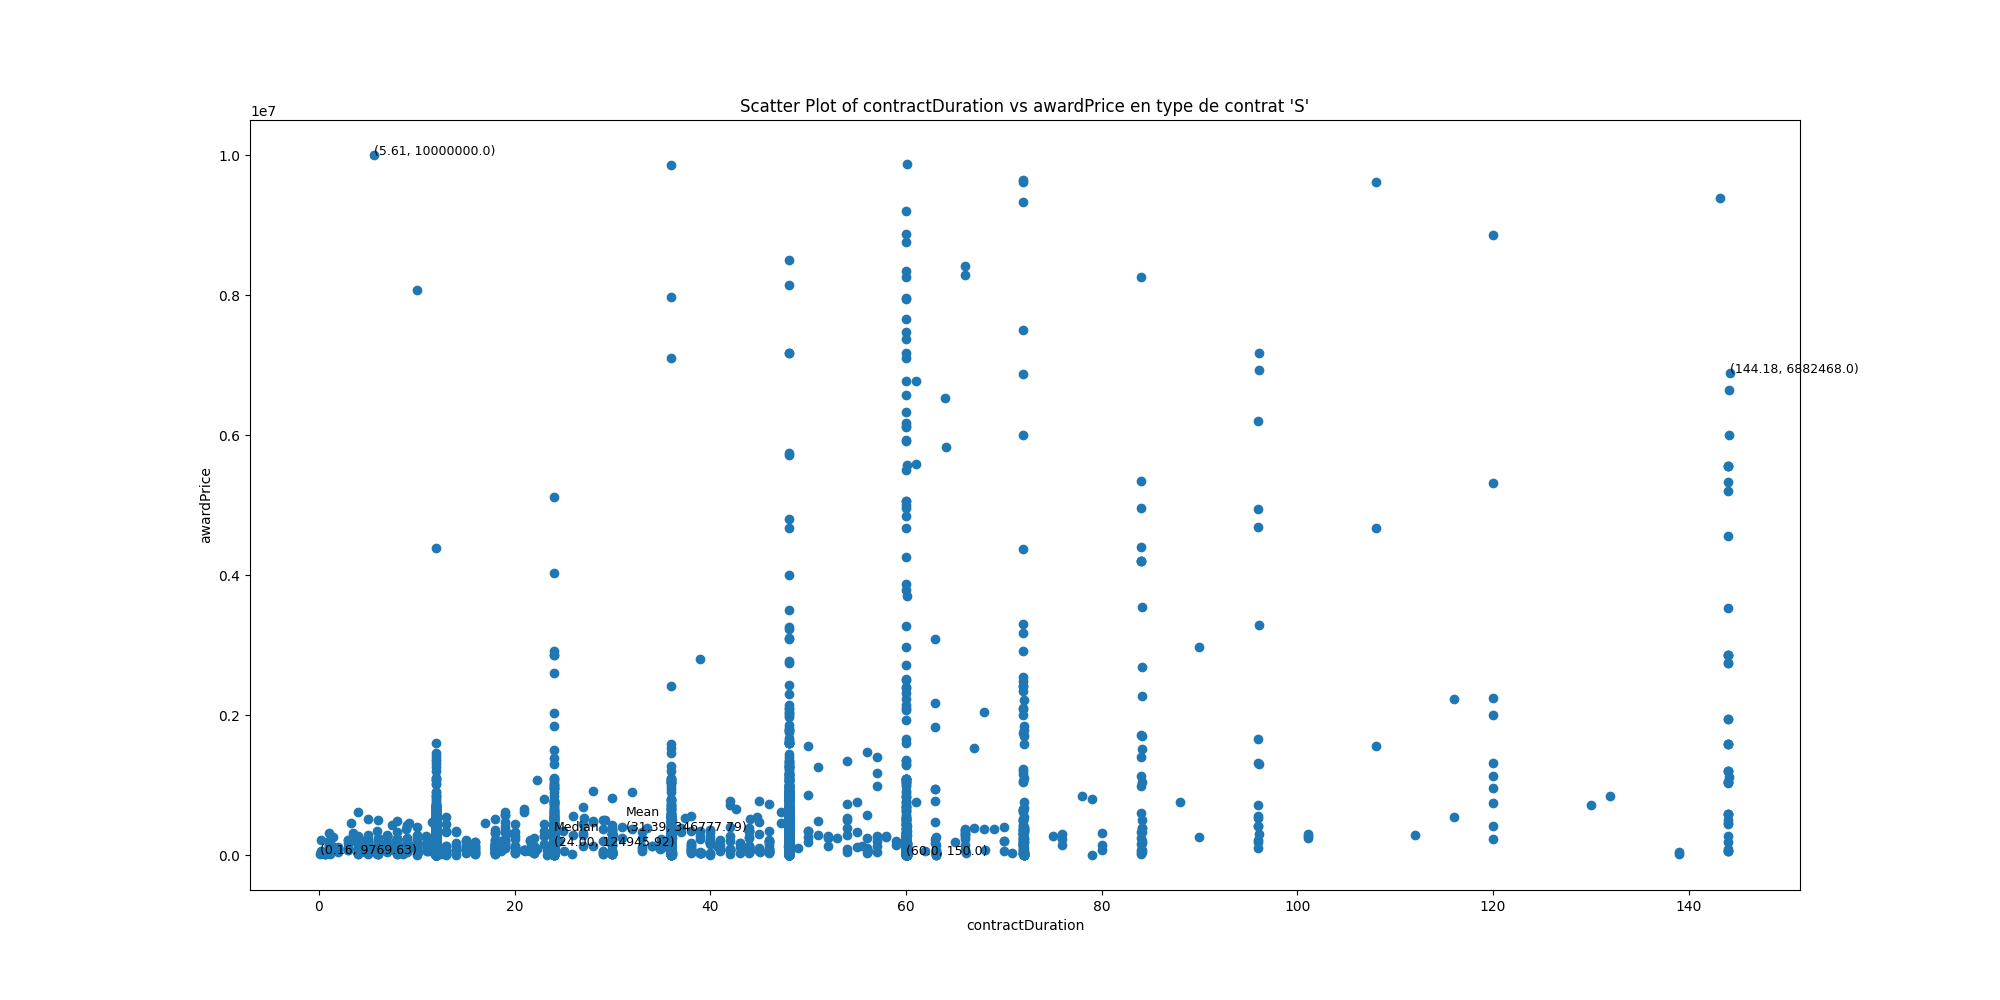 Scatter Plot of contractDuration vs awardPrice en type de contrat 'S'
1e7
(5.61, 10000000.0)
1.0
0.8
(144.18, 6882468.0)
0.6
awardPrice
0.4
0.2
Mean
(31.39, 346777.79)
Median
(24.00, 124945.92)
(0.16, 9769.63)
(60.0, 150.0)
0.0
0 20 40 60 80 100 120 140
contractDuration